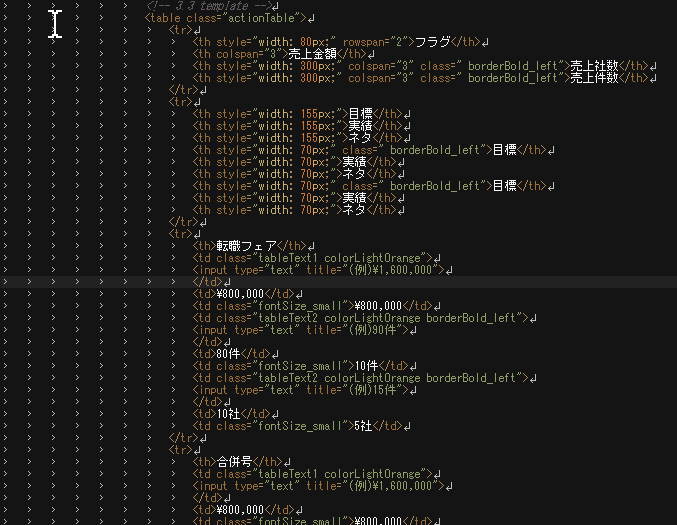 <!-- 3.3 template -->
<table class="actionTable">
<tr>
<th style="width: 80px;" rowspan="2">フラグ</th>
<th colspan="3">売上金額</th>
<th style="width: 300px;" colspan="3" class=" borderBold_left">売上社数</th>
<th style="width: 300px;" colspan="3" class=" borderBold_left">売上件数</th>
</tr>
<tr>
<th style="width: 155px;">目標</th>
<th style="width: 155px;">実績</th>
<th style="width: 155px;">ネタ</th>
<th style="width: 70px;" class=" borderBold_left">目標</th>
<th style="width: 70px;">実績</th>
<th style="width: 70px;">ネタ</th>
<th style="width: 70px;" class=" borderBold_left">目標</th>
<th style="width: 70px;">実績</th>
<th style="width: 70px;">ネタ</th>
</tr>
<tr>
<th>転職フェア</th>
<td class="tableText1 colorLightOrange">
<input type="text" title="(例)¥1,600,000">
</td>
<td>¥800,000</td>
<td class="fontSize_small">¥800,000</td>
<td class="tableText2 colorLightOrange borderBold_left">
<input type="text" title="(例)90件">
</td>
<td>80件</td>
<td class="fontSize_small">10件</td>
<td class="tableText2 colorLightOrange borderBold_left">
<input type="text" title="(例)15件">
</td>
<td>10社</td>
<td class="fontSize_small">5社</td>
</tr>
<tr>
<th>合併号</th>
<td class="tableText1 colorLightOrange">
<input type="text" title="(例)¥1,600,000">
</td>
<td>¥800,000</td>
<td class="fontSize_small">¥800,000</td>